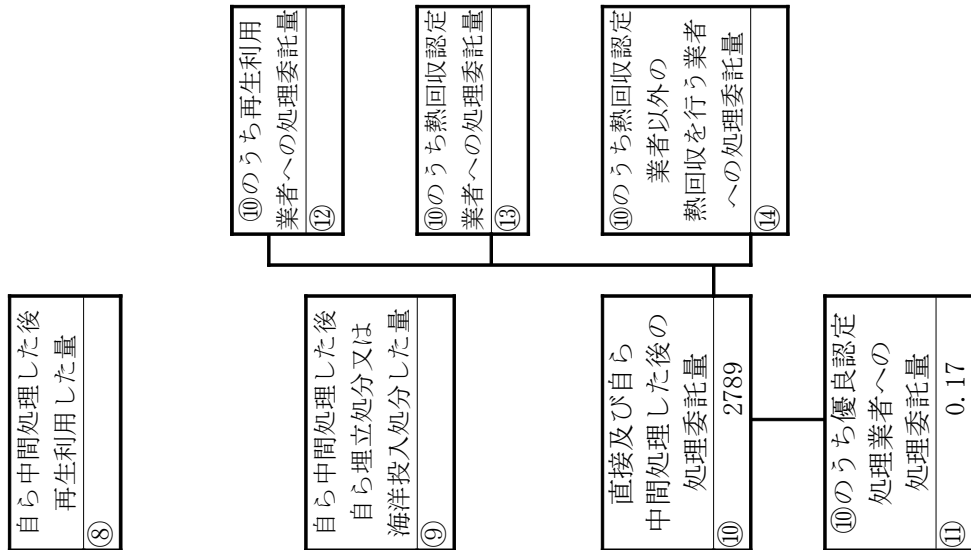 自ら中間処理した後
再生利用した量
⑧
自ら中間処理した後
自ら埋立処分又は
海洋投入処分した量
⑨
直接及び自ら
中間処理した後の
処理委託量
⑩ 2789
⑩のうち優良認定
処理業者への
処理委託量
⑪ 0.17
⑩のうち再生利用
業者への処理委託量
⑫
⑩のうち熱回収認定
業者への処理委託量
⑬
⑩のうち熱回収認定
業者以外の
熱回収を行う業者
への処理委託量
⑭